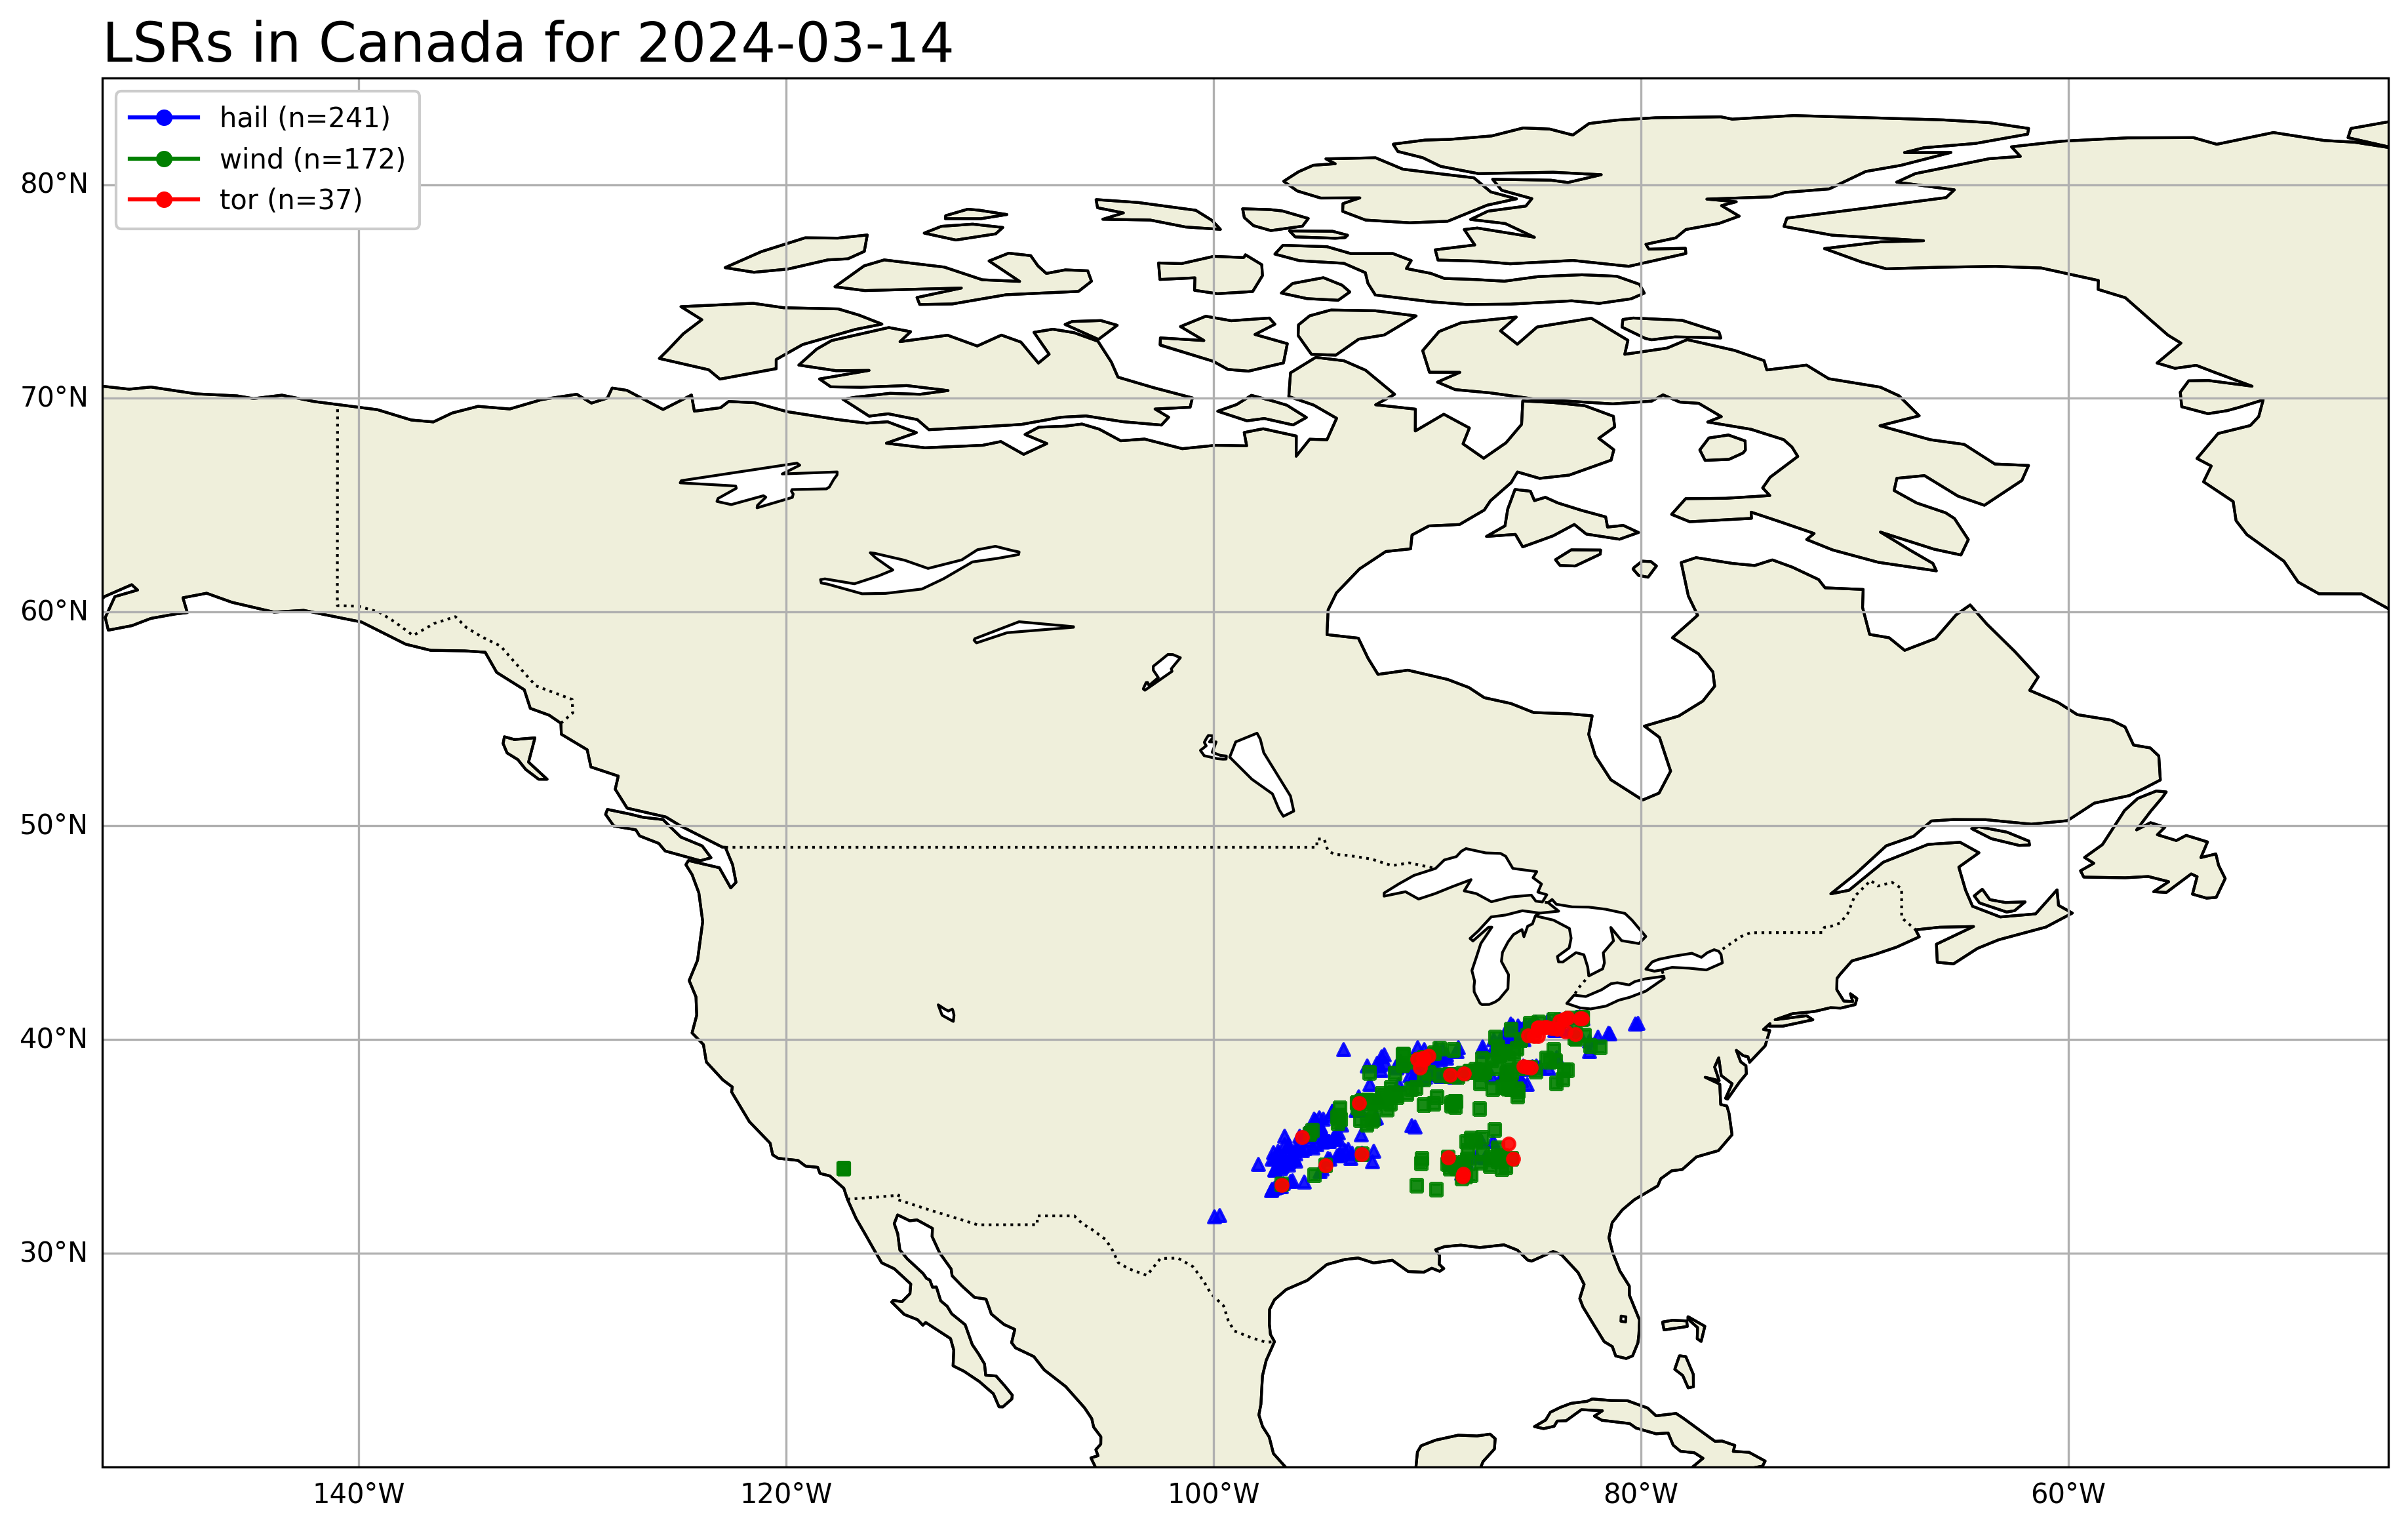 LSRs in Canada for 2024-03-14
hail (n=241)
wind (n=172)
tor (n=37)
80°N
70°N
60°N
50°N
40°N
30°N
140°W
120°W
100°W
80°W
60°W